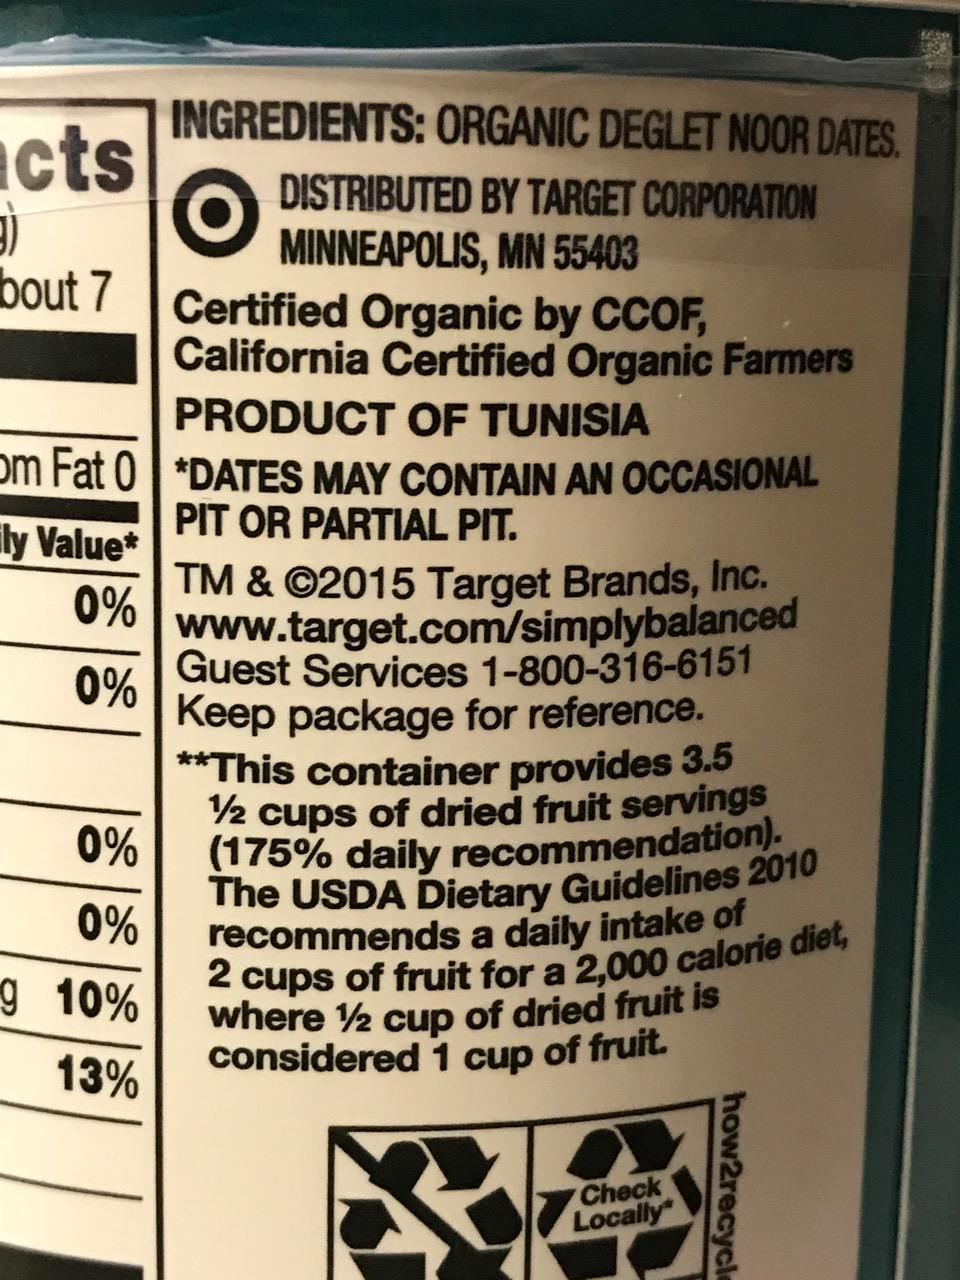 acts
g)
bout 7
om Fat 0
ily Value*
0%
0%
0%
0%
g 10%
13%
INGREDIENTS: ORGANIC DEGLET NOOR DATES.
DISTRIBUTED BY TARGET CORPORATION
MINNEAPOLIS, MN 55403
Certified Organic by CCOF,
California Certified Organic Farmers
PRODUCT OF TUNISIA
*DATES MAY CONTAIN AN OCCASIONAL
PIT OR PARTIAL PIT.
TM & ©2015 Target Brands, Inc.
www.target.com/simplybalanced
Guest Services 1-800-316-6151
Keep package for reference.
**This container provides 3.5
½ cups of dried fruit servings
(175% daily recommendation).
The USDA Dietary Guidelines 2010
recommends a daily intake of
2 cups of fruit for a 2,000 calorie diet,
where ½ cup of dried fruit is
considered 1 cup of fruit.
Check
Locally*
how2recycl